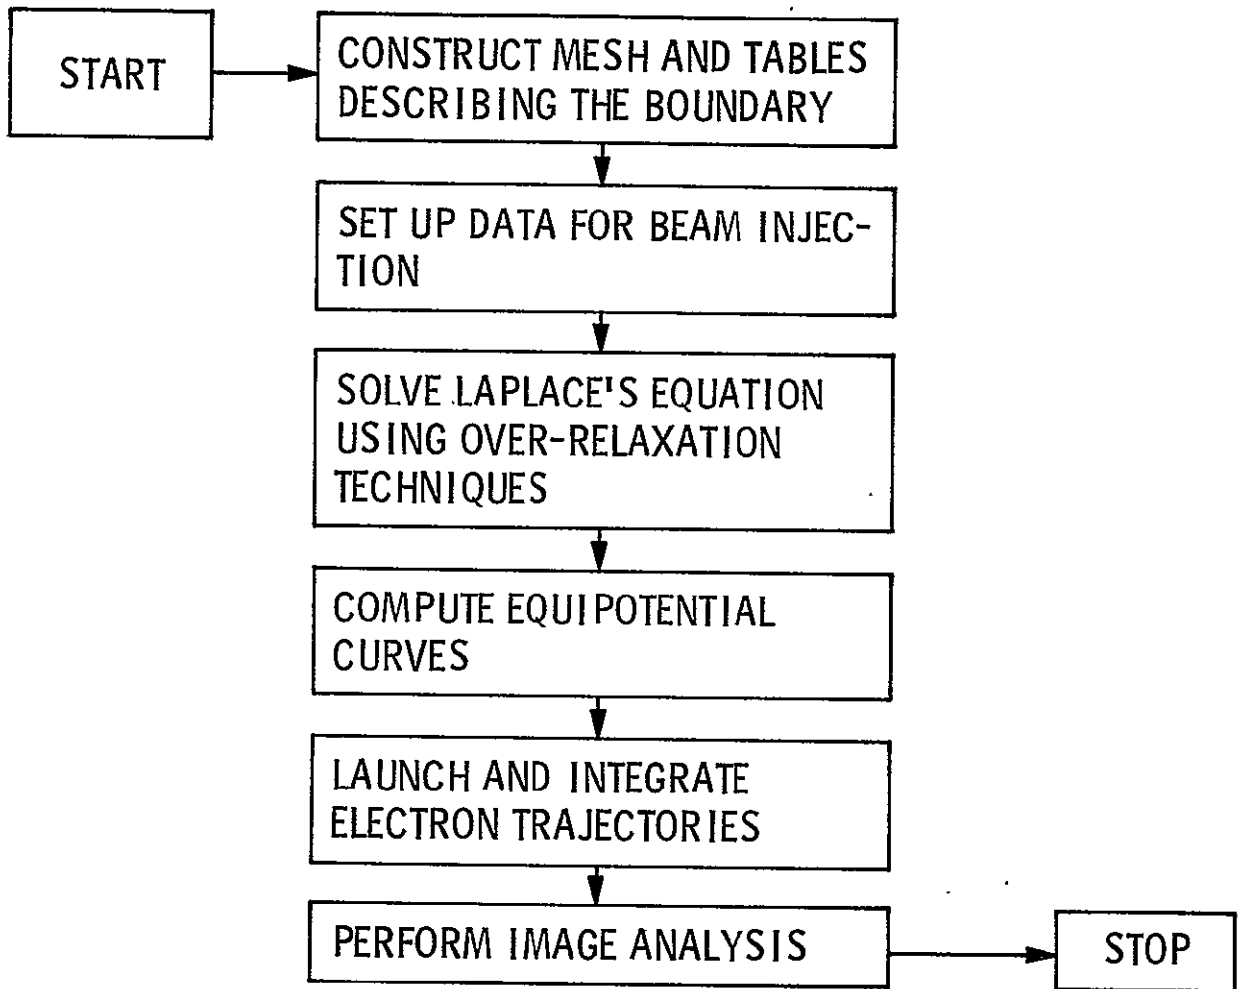 START
CONSTRUCT MESH AND TABLES
DESCRIBING THE BOUNDARY
SET UP DATA FOR BEAM INJEC-
TION
SOLVE LAPLACE'S EQUATION
USING OVER-RELAXATION
TECHNIQUES
COMPUTE EQUIPOTENTIAL
CURVES
LAUNCH AND INTEGRATE
ELECTRON TRAJECTORIES
PERFORM IMAGE ANALYSIS
STOP